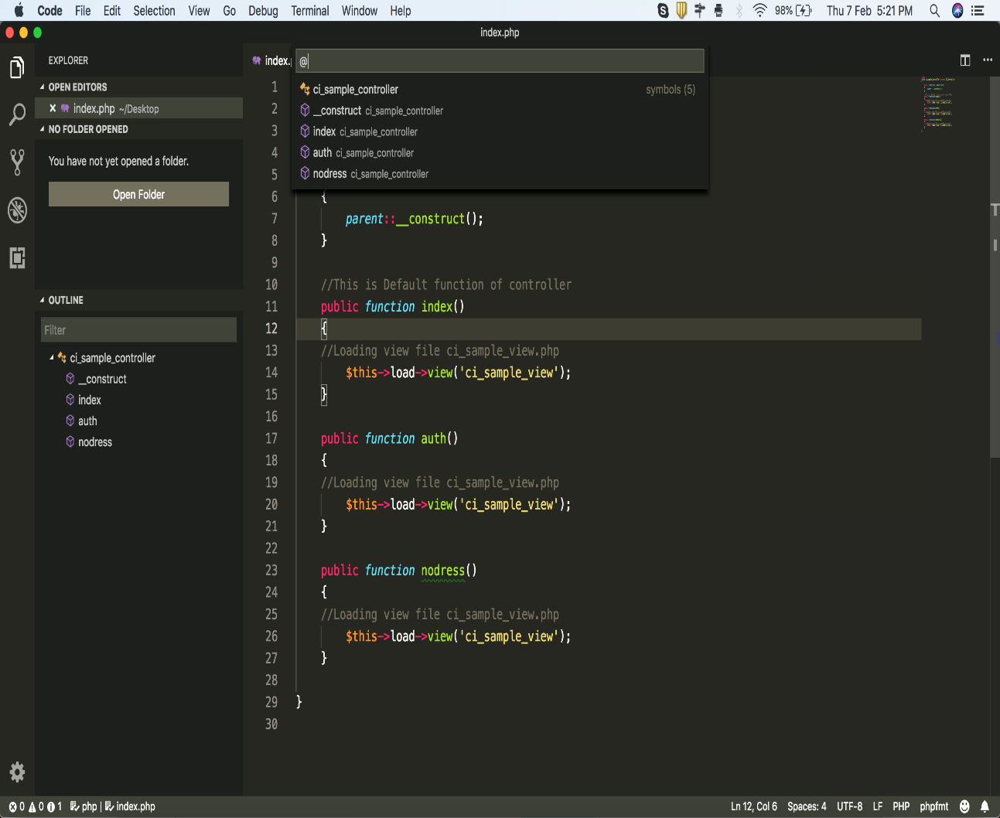 Code File Edit Selection View Go Debug Terminal Window Help 98% Thu 7 Feb 5:21 PM
index.php
EXPLORER
OPEN EDITORS
index.php ~/Desktop
NO FOLDER OPENED
You have not yet opened a folder.
Open Folder
OUTLINE
Filter
ci_sample_controller
__construct
index
auth
nodress
index.p
@
ci_sample_controller symbols (5)
__construct ci_sample_controller
index ci_sample_controller
auth ci_sample_controller
nodress ci_sample_controller
1
2
3
4
5
6 {
7 parent::__construct();
8 }
9
10 //This is Default function of controller
11 public function index()
12 {
13 //Loading view file ci_sample_view.php
14 $this->load->view('ci_sample_view');
15 }
16
17 public function auth()
18 {
19 //Loading view file ci_sample_view.php
20 $this->load->view('ci_sample_view');
21 }
22
23 public function nodress()
24 {
25 //Loading view file ci_sample_view.php
26 $this->load->view('ci_sample_view');
27 }
28
29 }
30
0 0 1 php | index.php Ln 12, Col 6 Spaces: 4 UTF-8 LF PHP phpfmt